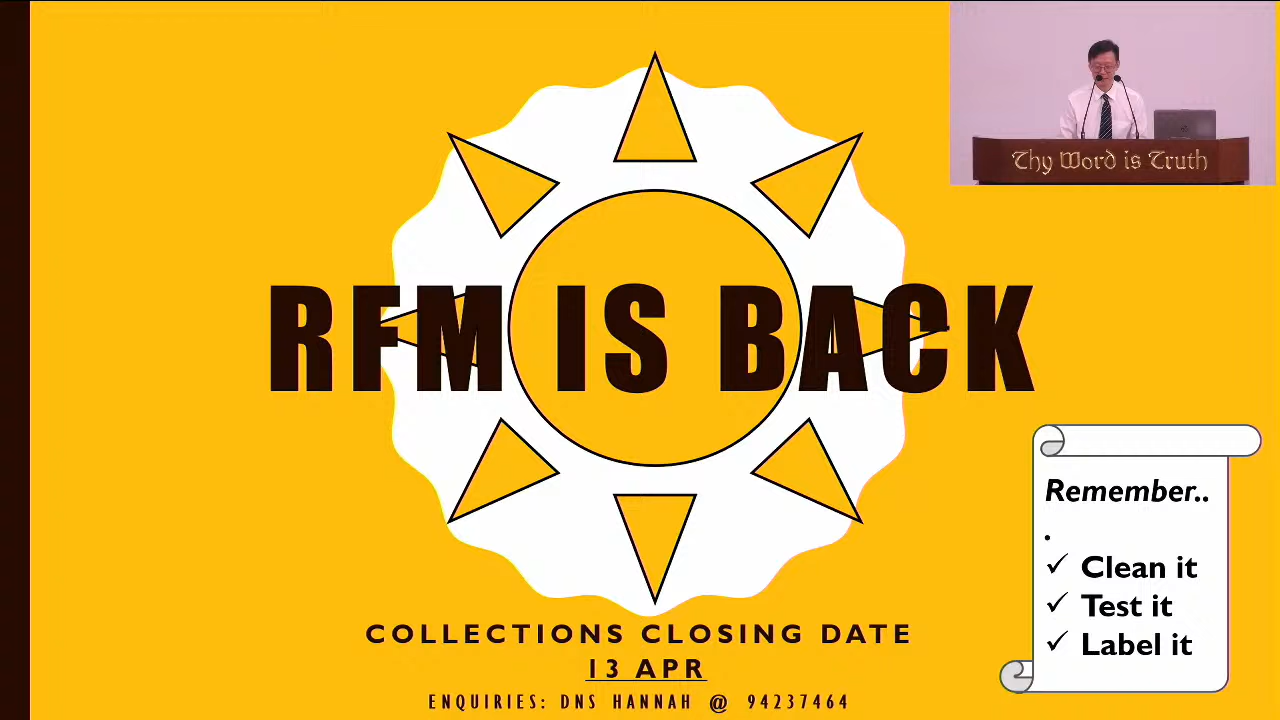 Thy Word is Truth
RFM IS BACK
Remember..
.
✓ Clean it
✓ Test it
✓ Label it
COLLECTIONS CLOSING DATE
13 APR
ENQUIRIES: DNS HANNAH @ 94237464